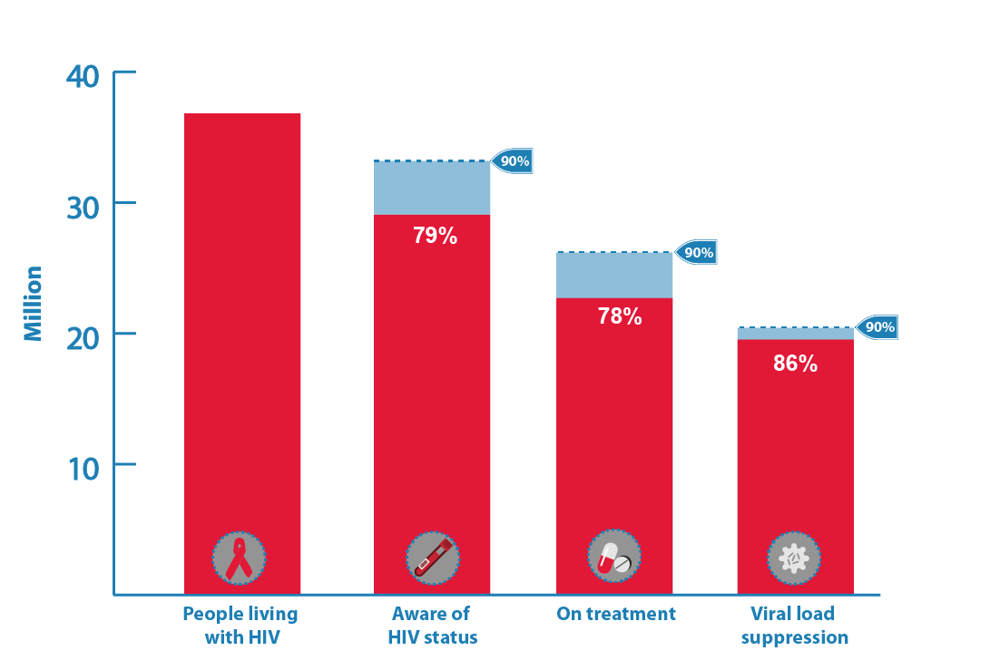 40
30
20
10
Million
90%
79%
90%
78%
90%
86%
People living
with HIV
Aware of
HIV status
On treatment
Viral load
suppression